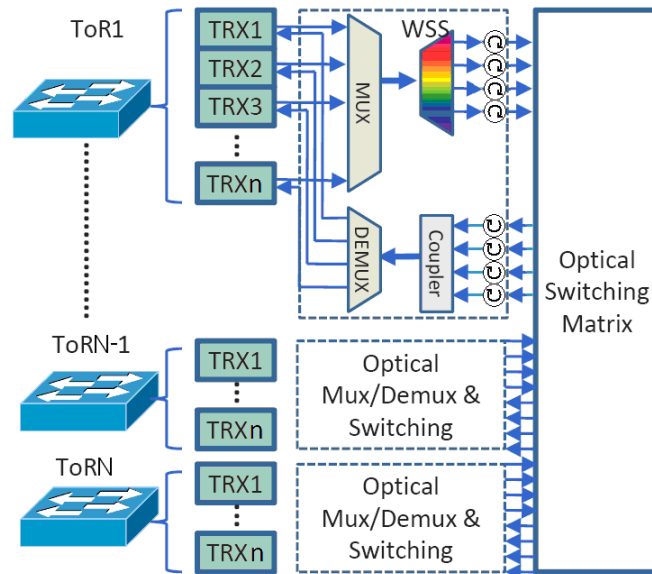 ToR1
TRX1
TRX2
TRX3
TRXn
MUX
WSS
DEMUX
Coupler
Optical
Switching
Matrix
ToRN-1
TRX1
TRXn
Optical
Mux/Demux &
Switching
ToRN
TRX1
TRXn
Optical
Mux/Demux &
Switching